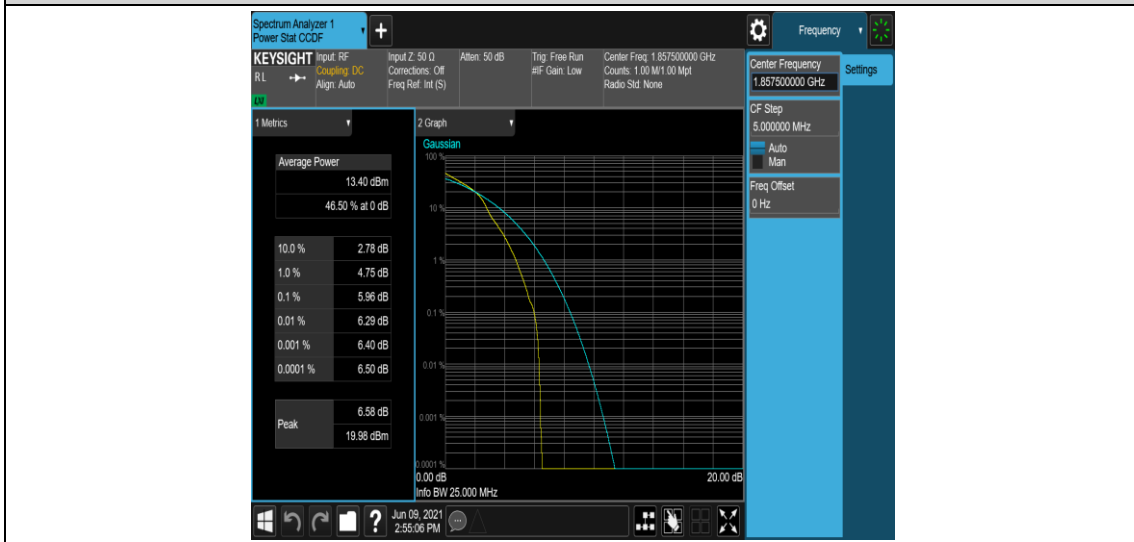 Spectrum Analyzer 1
Power Stat CCDF
+
Frequency
KEYSIGHT
RL
LXI
Input: RF
Coupling: DC
Align: Auto
Input Z: 50 Ω
Corrections: Off
Freq Ref: Int (S)
Atten: 50 dB
Trig: Free Run
#IF Gain: Low
Center Freq: 1.857500000 GHz
Counts: 1.00 M/1.00 Mpt
Radio Std: None
Center Frequency
1.857500000 GHz
Settings
CF Step
5.000000 MHz
Auto
Man
Freq Offset
0 Hz
1 Metrics
Average Power
13.40 dBm
46.50 % at 0 dB
10.0 % 2.78 dB
1.0 % 4.75 dB
0.1 % 5.96 dB
0.01 % 6.29 dB
0.001 % 6.40 dB
0.0001 % 6.50 dB
Peak
6.58 dB
19.98 dBm
2 Graph
Gaussian
100 %
10 %
1 %
0.1 %
0.01 %
0.001 %
0.0001 %
0.00 dB 20.00 dB
Info BW 25.000 MHz
?
Jun 09, 2021
2:55:06 PM